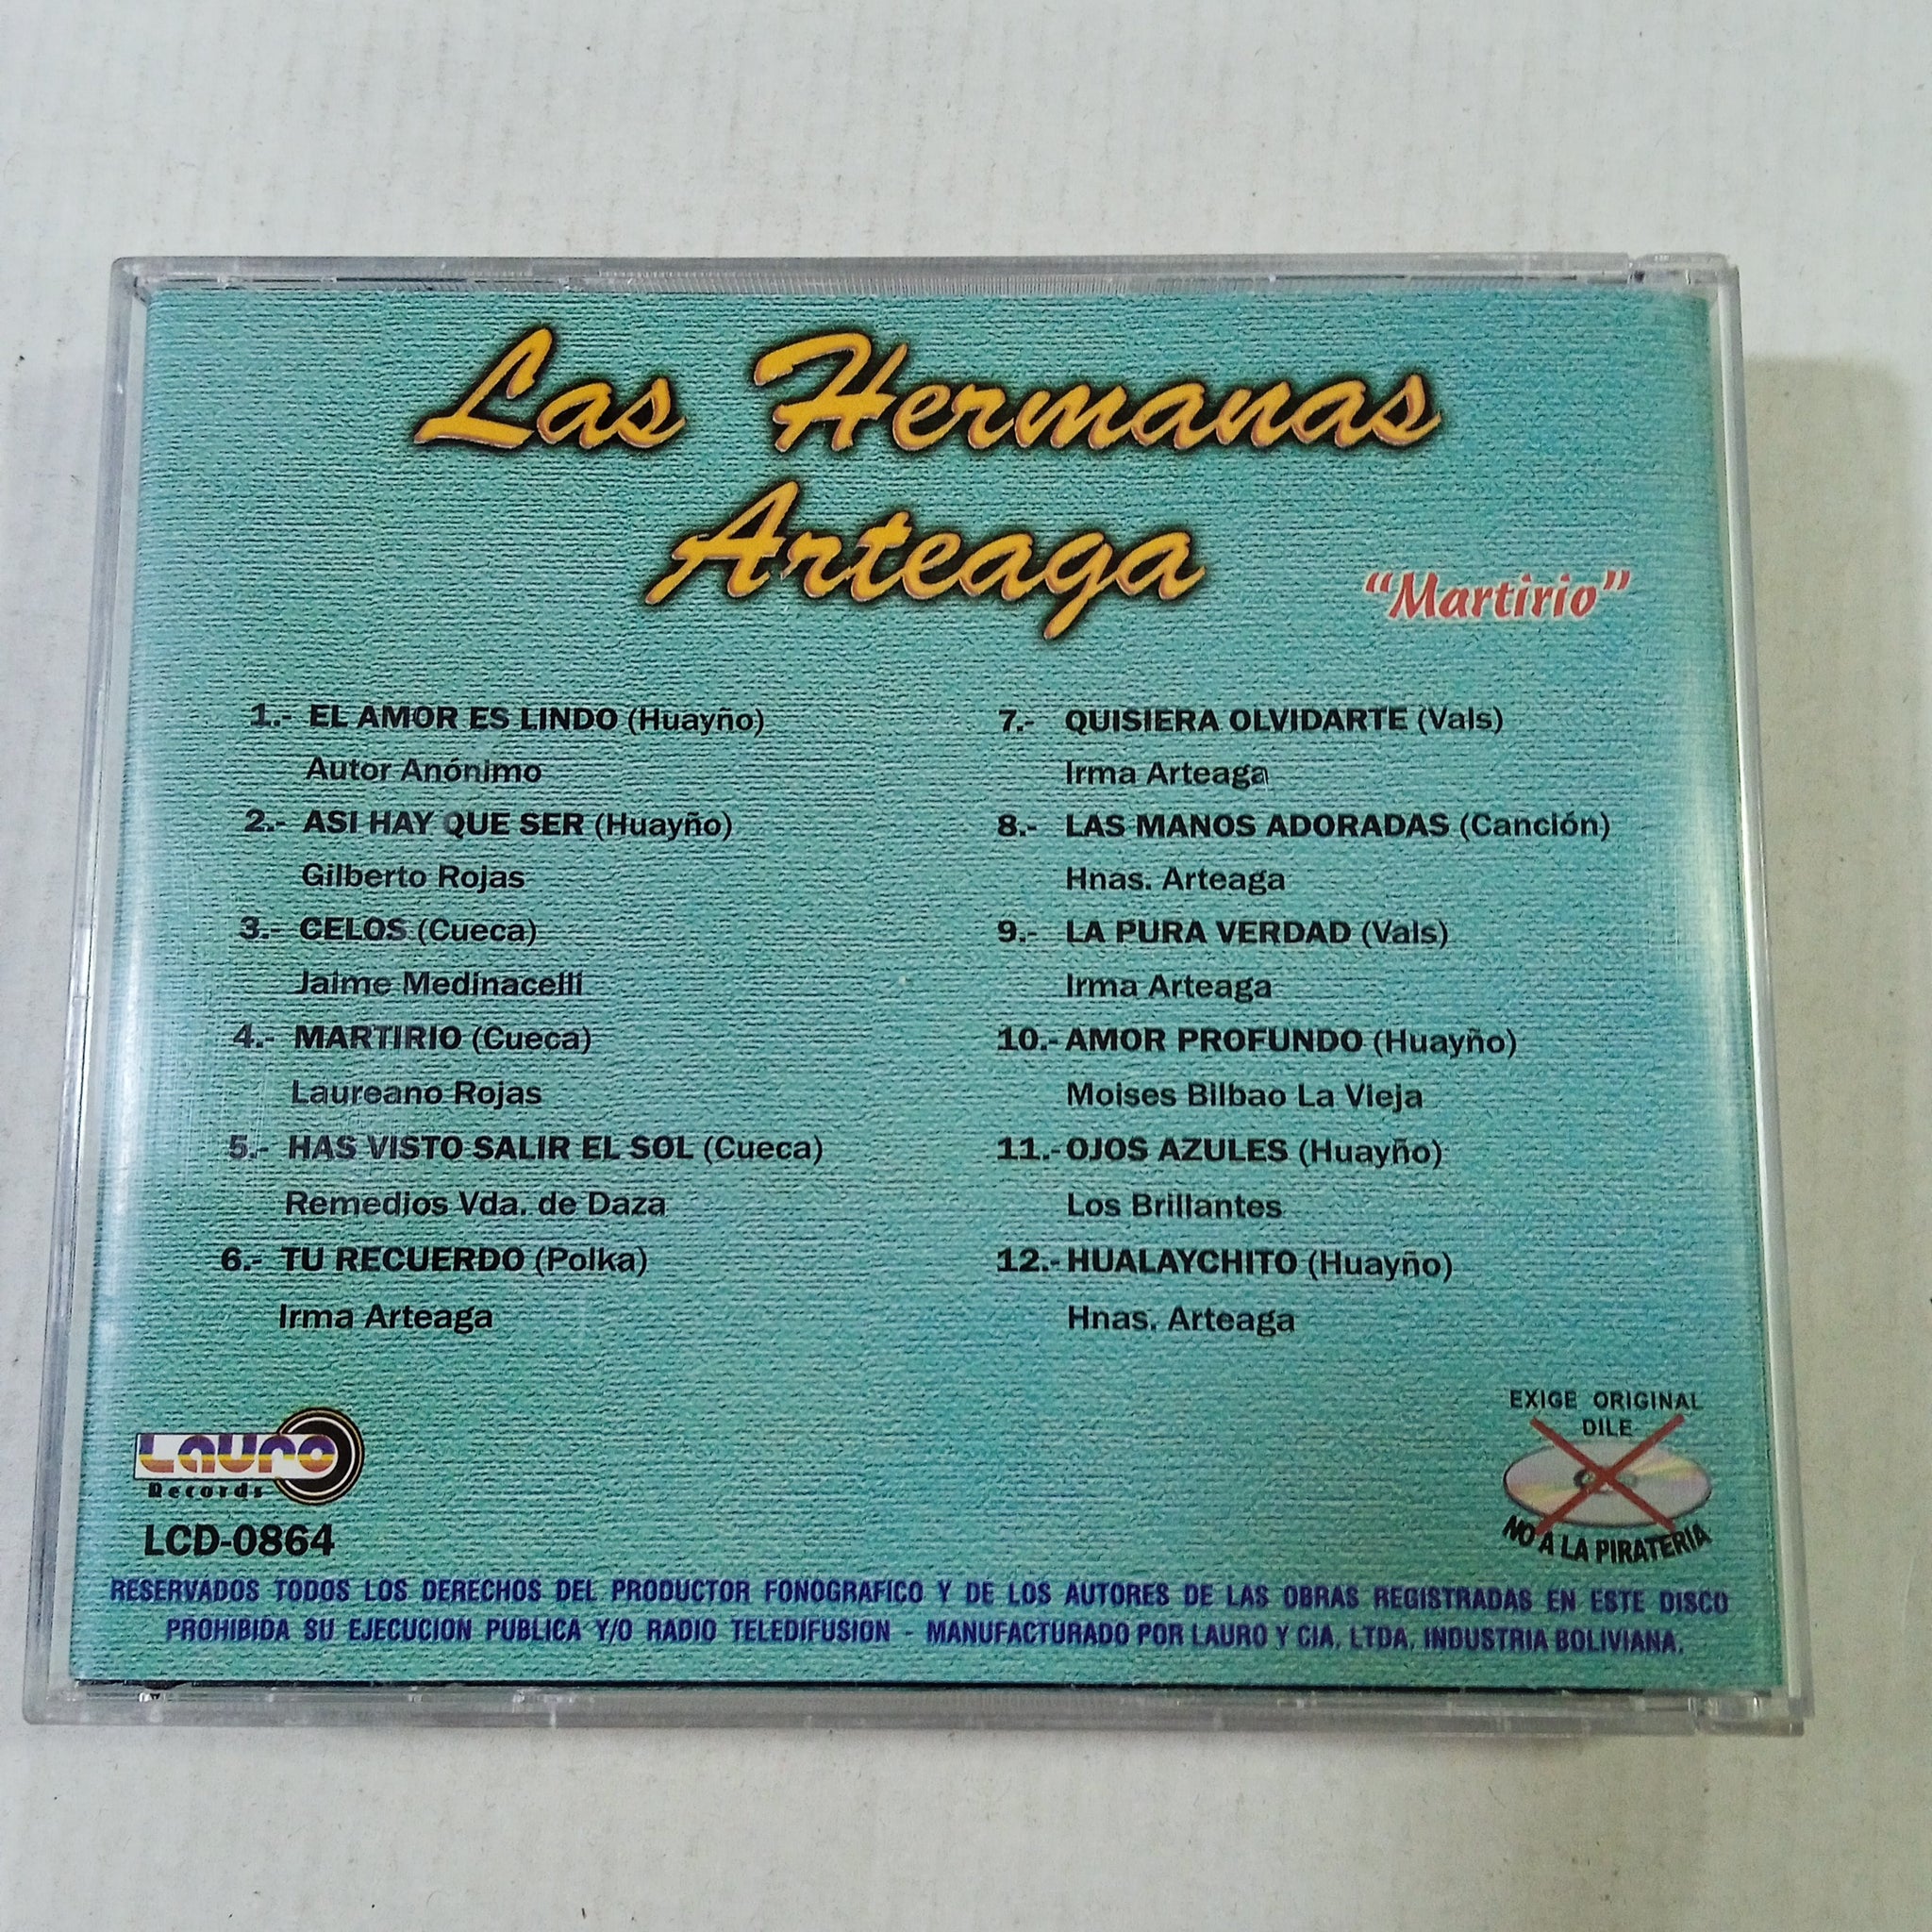 Las Hermanas
Arteaga
“Martirio”
1.- EL AMOR ES LINDO (Huayño)
Autor Anónimo
2.- ASI HAY QUE SER (Huayño)
Gilberto Rojas
3.- CELOS (Cueca)
Jaime Medinacelli
4.- MARTIRIO (Cueca)
Laureano Rojas
5.- HAS VISTO SALIR EL SOL (Cueca)
Remedios Vda. de Daza
6.- TU RECUERDO (Polka)
Irma Arteaga
7.- QUISIERA OLVIDARTE (Vals)
Irma Arteaga
8.- LAS MANOS ADORADAS (Canción)
Hnas. Arteaga
9.- LA PURA VERDAD (Vals)
Irma Arteaga
10.- AMOR PROFUNDO (Huayño)
Moises Bilbao La Vieja
11.- OJOS AZULES (Huayño)
Los Brillantes
12.- HUALAYCHITO (Huayño)
Hnas. Arteaga
Lauro
Records
LCD-0864
EXIGE ORIGINAL
DILE
NO A LA PIRATERIA
RESERVADOS TODOS LOS DERECHOS DEL PRODUCTOR FONOGRAFICO Y DE LOS AUTORES DE LAS OBRAS REGISTRADAS EN ESTE DISCO
PROHIBIDA SU EJECUCION PUBLICA Y/O RADIO TELEDIFUSION - MANUFACTURADO POR LAURO Y CIA. LTDA. INDUSTRIA BOLIVIANA.